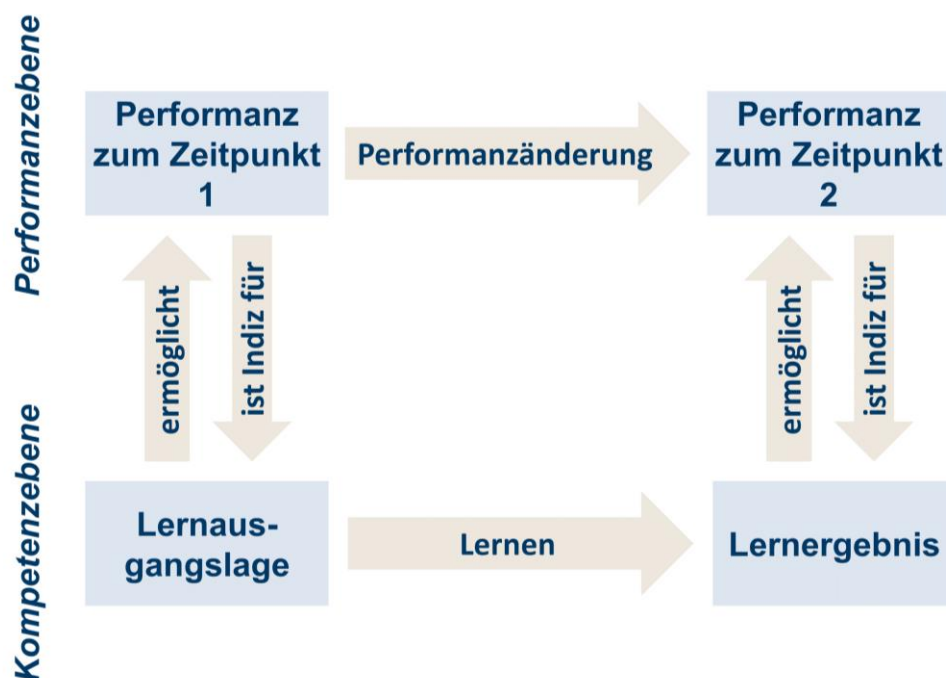 Performanzebene
Performanz
zum Zeitpunkt
1
Performanzänderung
Performanz
zum Zeitpunkt
2
ermöglicht
ist Indiz für
ermöglicht
ist Indiz für
Kompetenzebene
Lernaus-
gangslage
Lernen
Lernergebnis